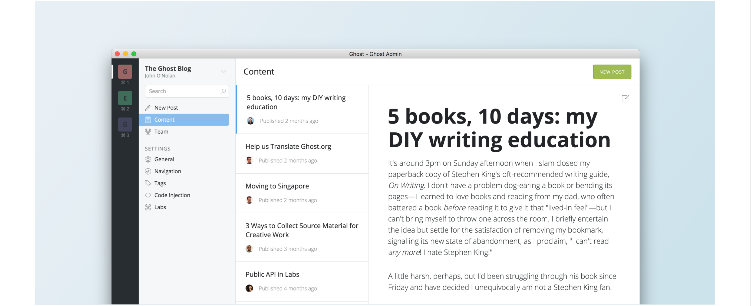 Ghost - Ghost Admin
The Ghost Blog
John O'Nolan
Search
New Post
Content
Team
SETTINGS
General
Navigation
Tags
Code Injection
Labs
⌘ 1
⌘ 2
⌘ 3
Content
NEW POST
5 books, 10 days: my DIY writing
education
Published 2 months ago
Help us Translate Ghost.org
Published 2 months ago
Moving to Singapore
Published 2 months ago
3 Ways to Collect Source Material for
Creative Work
Published 3 months ago
Public API in Labs
Published 4 months ago
5 books, 10 days: my
DIY writing education
It's around 3pm on Sunday afternoon when I slam closed my
paperback copy of Stephen King's oft-recommended writing guide,
On Writing. I don't have a problem dog earing a book or bending its
pages—I learned to love books and reading from my dad, who often
battered a book before reading it to give it that "lived-in feel"—but I
can't bring myself to throw one across the room. I briefly entertain
the idea but settle for the satisfaction of removing my bookmark,
signalling its new state of abandonment, as I proclaim, "I can't read
any more! I hate Stephen King."
A little harsh, perhaps, but I'd been struggling through his book since
Friday and have decided I unequivocally am not a Stephen King fan.